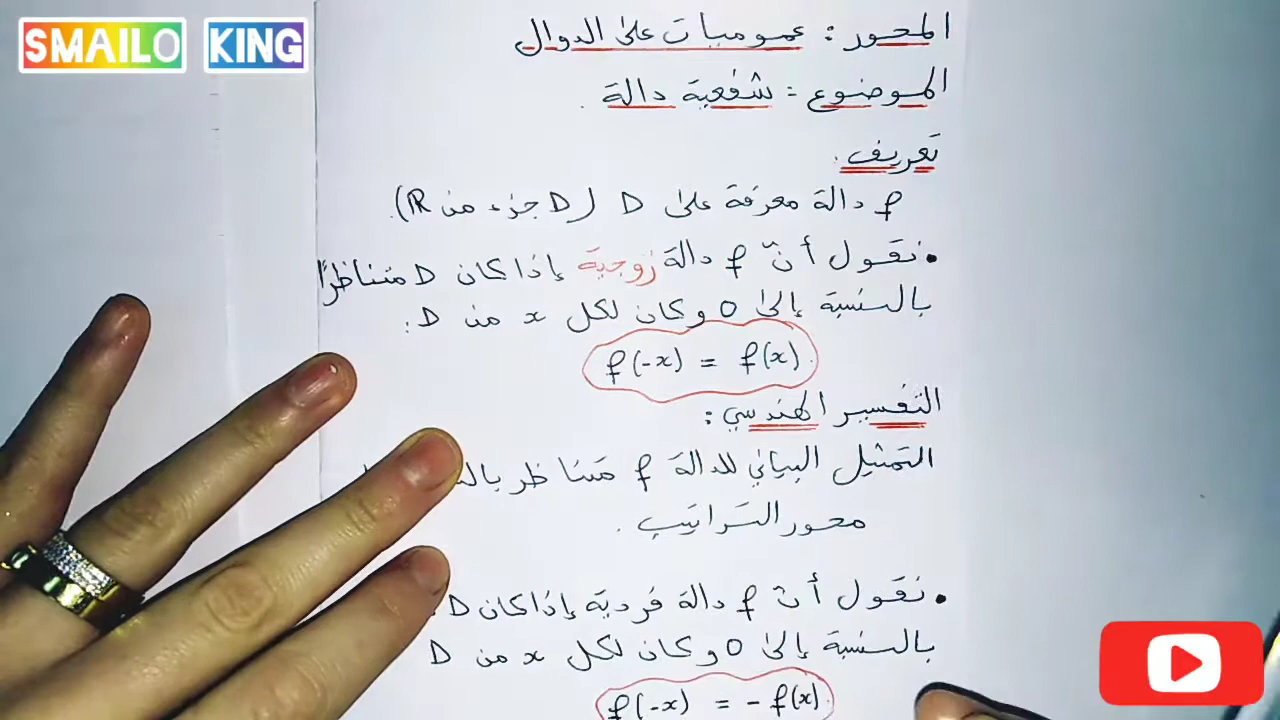 SMAILO KING
المحور : عموميات على الدوال
الموضوع : شفعية دالة .
تعريف .
f دالة معرفة على D (D جزء من ℝ) .
• نقول أنّ f دالة زوجية إذا كان D متناظرًا
بالنسبة إلى 0 وكان لكل x من D :
f(-x) = f(x)
التفسير الهندسي :
التمثيل البياني للدالة f متناظر
محور التراتيب .
• نقول أنّ f دالة فردية إذا كان D
بالنسبة إلى 0 وكان لكل x من D
f(-x) = - f(x)